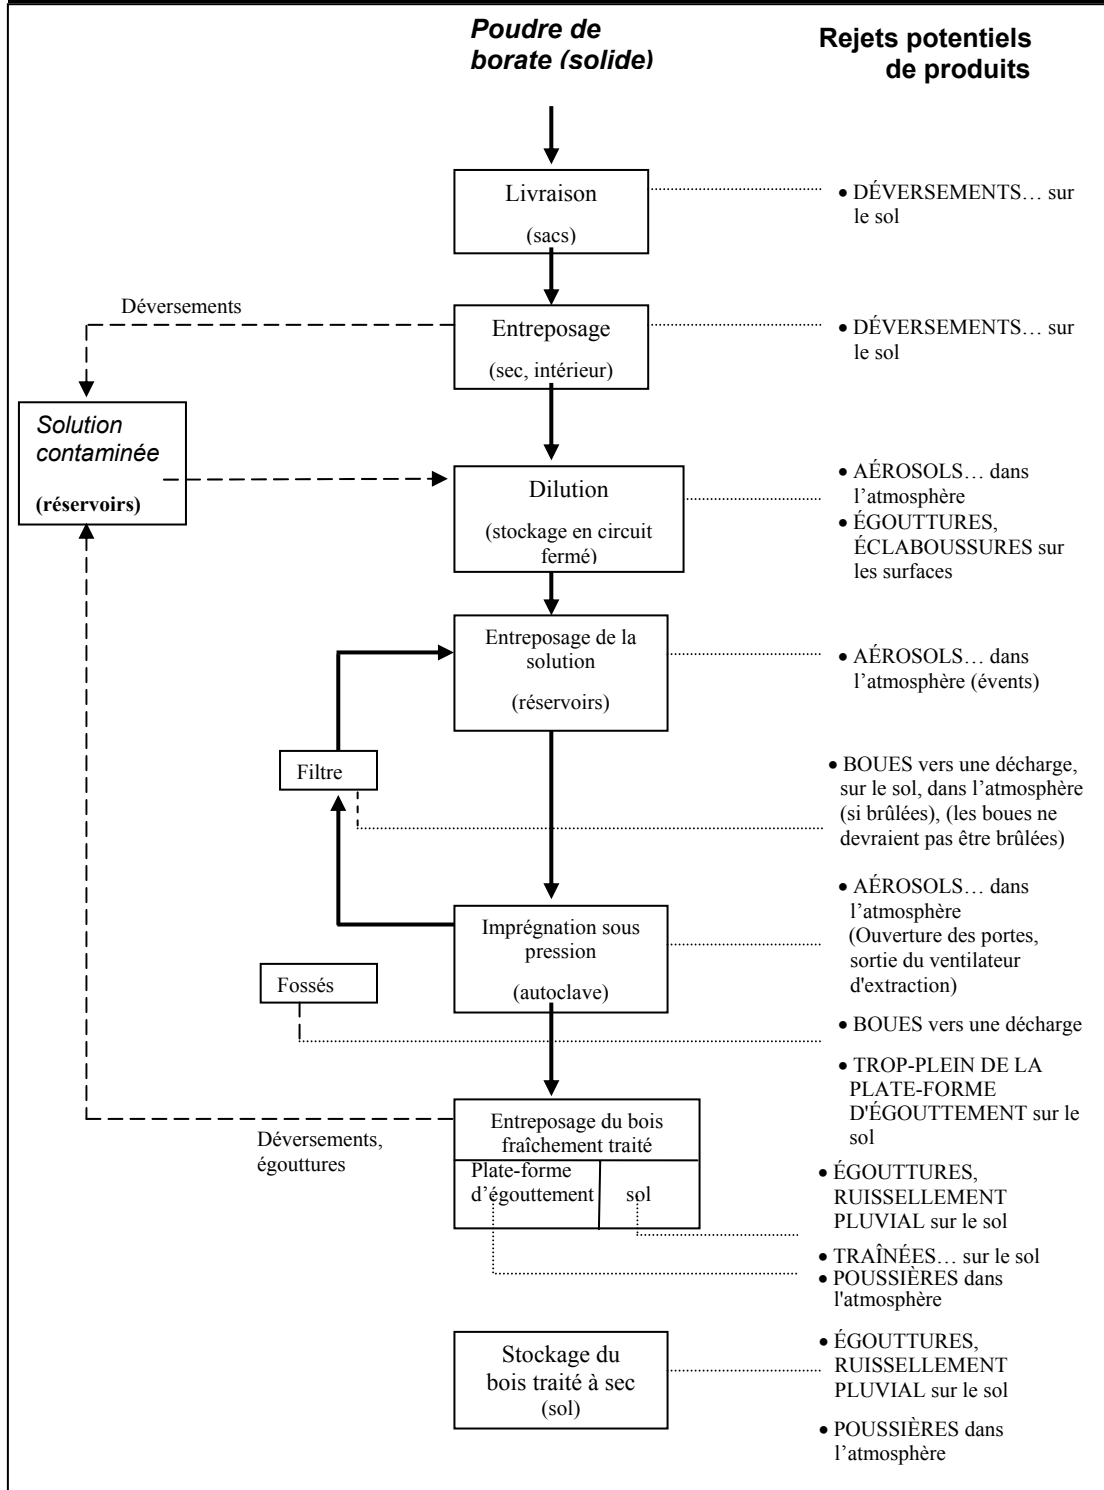 Poudre de
borate (solide)
Rejets potentiels
de produits
Livraison
(sacs)
• DÉVERSEMENTS… sur
le sol
Déversements
Entreposage
(sec, intérieur)
• DÉVERSEMENTS… sur
le sol
Solution
contaminée
(réservoirs)
Dilution
(stockage en circuit
fermé)
• AÉROSOLS… dans
l’atmosphère
• ÉGOUTTURES,
ÉCLABOUSSURES sur
les surfaces
Entreposage de la
solution
(réservoirs)
• AÉROSOLS… dans
l’atmosphère (évents)
Filtre
• BOUES vers une décharge,
sur le sol, dans l’atmosphère
(si brûlées), (les boues ne
devraient pas être brûlées)
Imprégnation sous
pression
(autoclave)
• AÉROSOLS… dans
l’atmosphère
(Ouverture des portes,
sortie du ventilateur
d'extraction)
Fossés
• BOUES vers une décharge
• TROP-PLEIN DE LA
PLATE-FORME
D'ÉGOUTTEMENT sur le
sol
Déversements,
égouttures
Entreposage du bois
fraîchement traité
Plate-forme
d’égouttement
sol
• ÉGOUTTURES,
RUISSELLEMENT
PLUVIAL sur le sol
• TRAÎNÉES… sur le sol
• POUSSIÈRES dans
l'atmosphère
Stockage du
bois traité à sec
(sol)
• ÉGOUTTURES,
RUISSELLEMENT
PLUVIAL sur le sol
• POUSSIÈRES dans
l’atmosphère